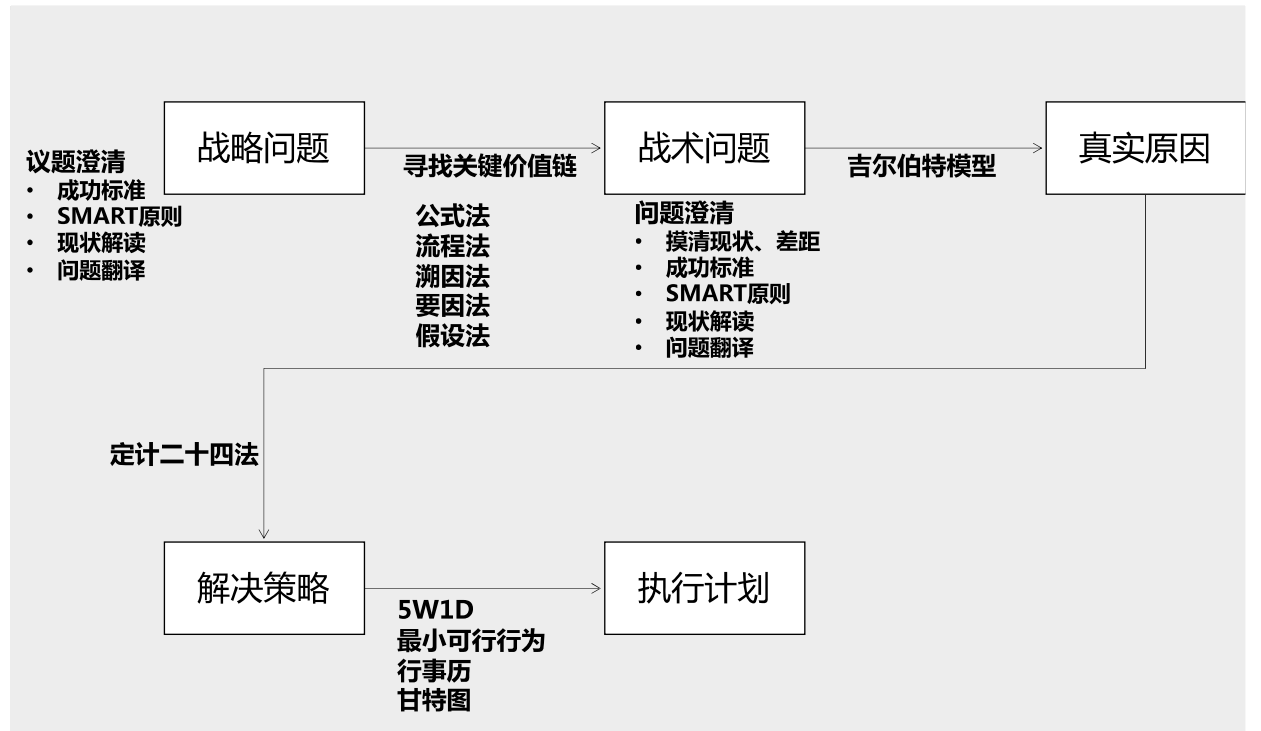 战略问题
寻找关键价值链
战术问题
吉尔伯特模型
真实原因
议题澄清
• 成功标准
• SMART原则
• 现状解读
• 问题翻译
公式法
流程法
溯因法
要因法
假设法
问题澄清
• 摸清现状、差距
• 成功标准
• SMART原则
• 现状解读
• 问题翻译
定计二十四法
解决策略
执行计划
5W1D
最小可行行为
行事历
甘特图